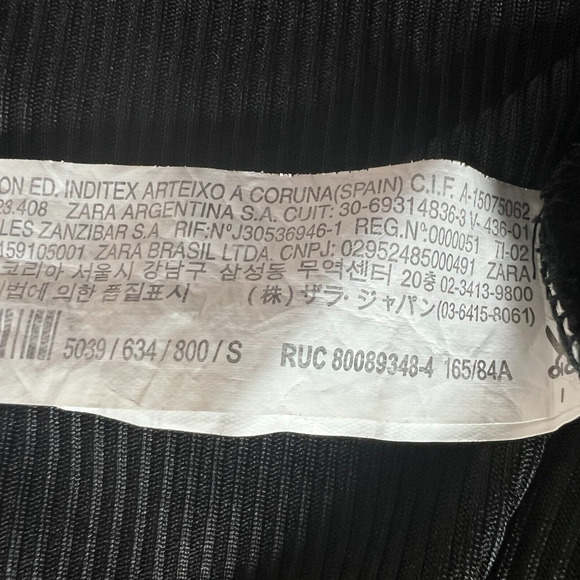 ON ED. INDITEX ARTEIXO A CORUNA(SPAIN) C.I.F. A-15075062
28.408 ZARA ARGENTINA S.A. CUIT: 30-69314836-3 V-436-01
LES ZANZIBAR S.A RIF:NºJ30536946-1 REG.Nº0000051 TI-02
159105001 ZARA BRASIL LTDA. CNPJ: 02952485000491 ZARA
코리아 서울시 강남구 삼성동 무역센터 20층 02-3413-9800
법에 의한 품질표시 (株) ザラ・ジャパン(03-6415-8061)
5039/634/800/S RUC 80089348-4 165/84A